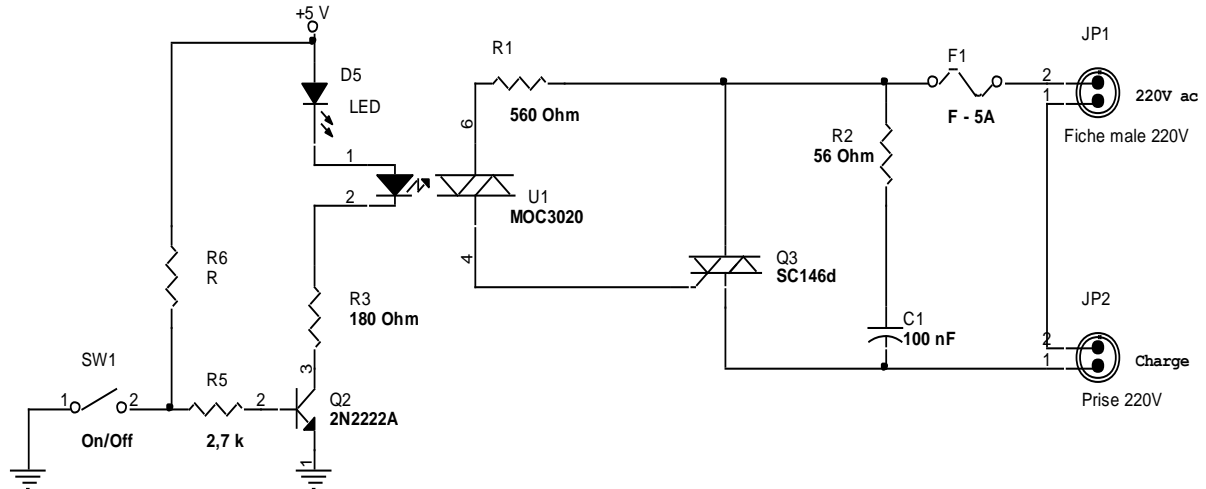 +5 V
D5
LED
R1
560 Ohm
F1
F - 5A
JP1
2
1
220V ac
Fiche male 220V
6
1
2
U1
MOC3020
4
R2
56 Ohm
R6
R
R3
180 Ohm
Q3
SC146d
C1
100 nF
JP2
2
1
Charge
Prise 220V
SW1
1
2
On/Off
R5
2,7 k
2
3
Q2
2N2222A
1